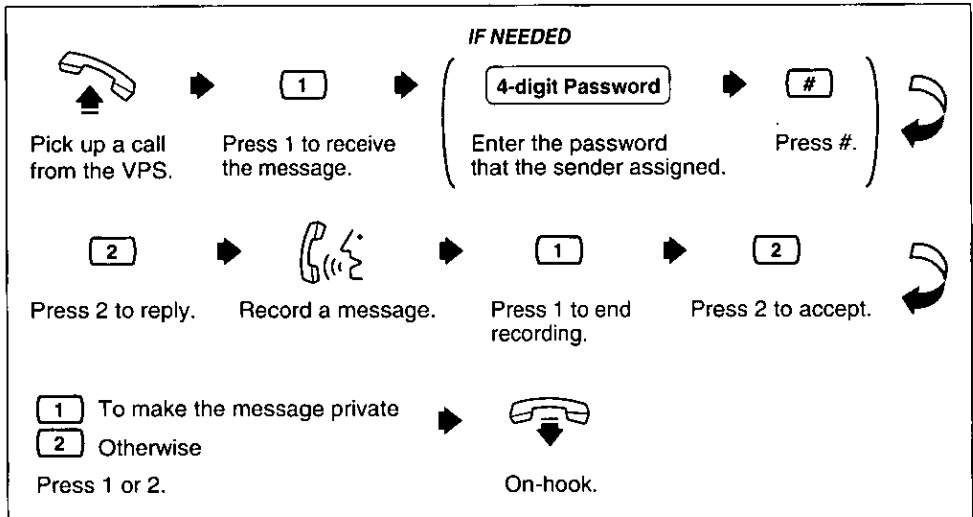 IF NEEDED
1
4-digit Password
#
Pick up a call
from the VPS.
Press 1 to receive
the message.
Enter the password
that the sender assigned.
Press #.
2
1
2
Press 2 to reply.
Record a message.
Press 1 to end
recording.
Press 2 to accept.
1 To make the message private
2 Otherwise
Press 1 or 2.
On-hook.